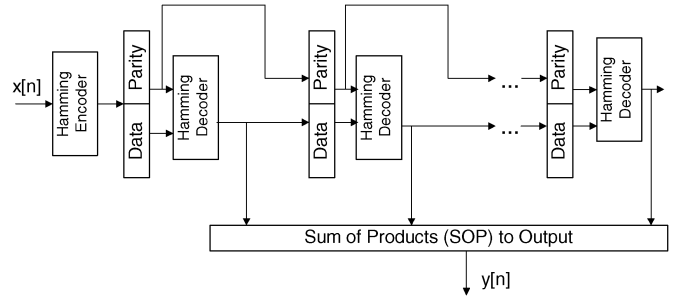 x[n]
Hamming
Encoder
Parity
Data
Hamming
Decoder
Parity
Data
Hamming
Decoder
...
...
Parity
Data
Hamming
Decoder
Sum of Products (SOP) to Output
y[n]